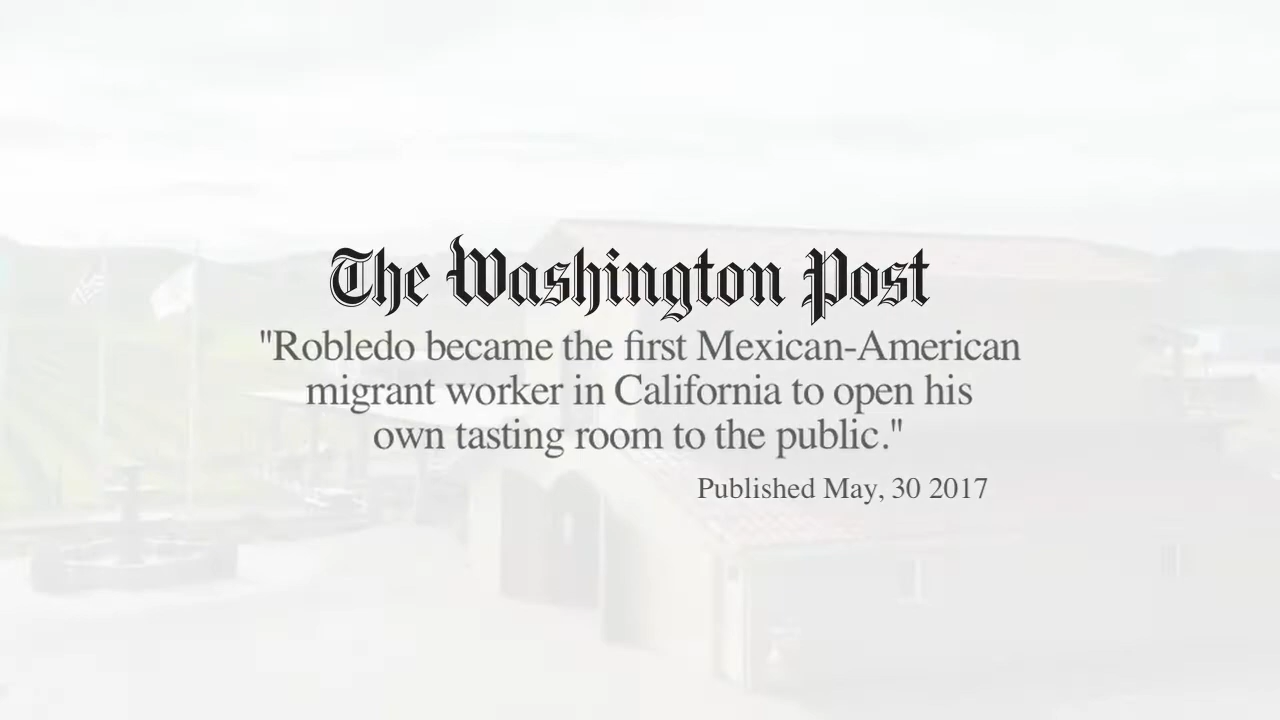 The Washington Post
"Robledo became the first Mexican-American
migrant worker in California to open his
own tasting room to the public."
Published May, 30 2017